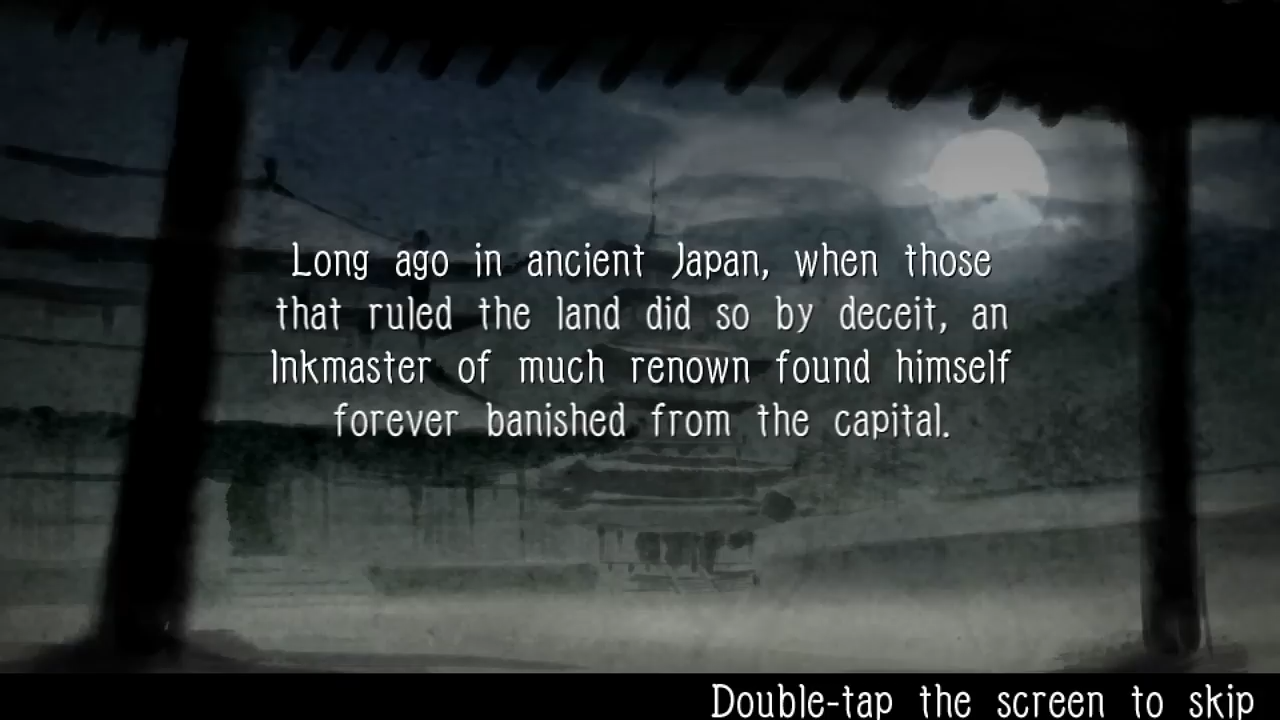 Long ago in ancient Japan, when those
that ruled the land did so by deceit, an
Inkmaster of much renown found himself
forever banished from the capital.
Double-tap the screen to skip